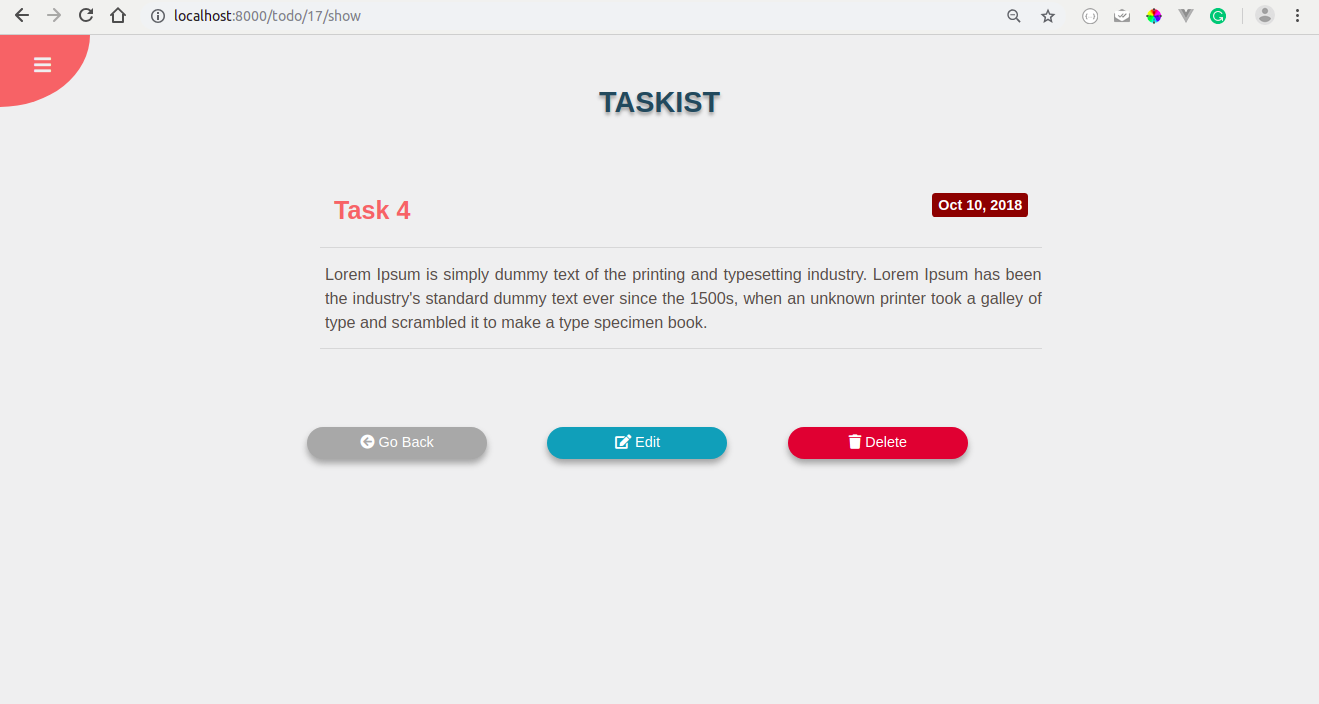 localhost:8000/todo/17/show
TASKIST
Task 4
Oct 10, 2018
Lorem Ipsum is simply dummy text of the printing and typesetting industry. Lorem Ipsum has been
the industry's standard dummy text ever since the 1500s, when an unknown printer took a galley of
type and scrambled it to make a type specimen book.
Go Back
Edit
Delete